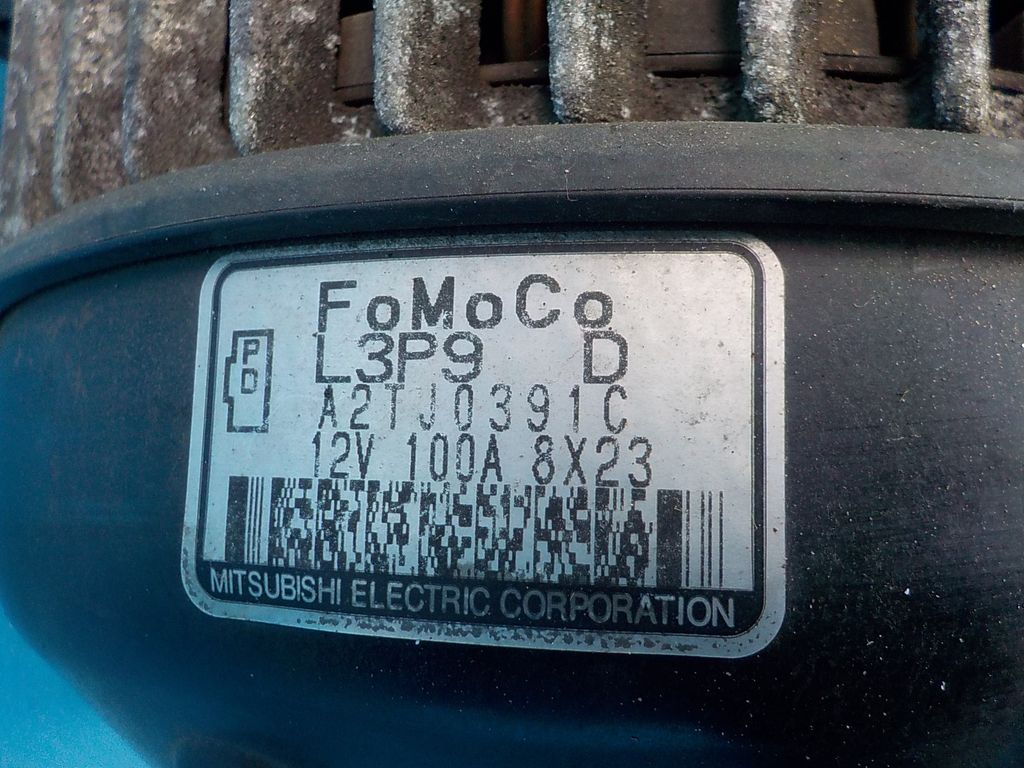 FoMoCo
L3P9 D
P
D
A2TJ0391C
12V 100A 8X23
MITSUBISHI ELECTRIC CORPORATION